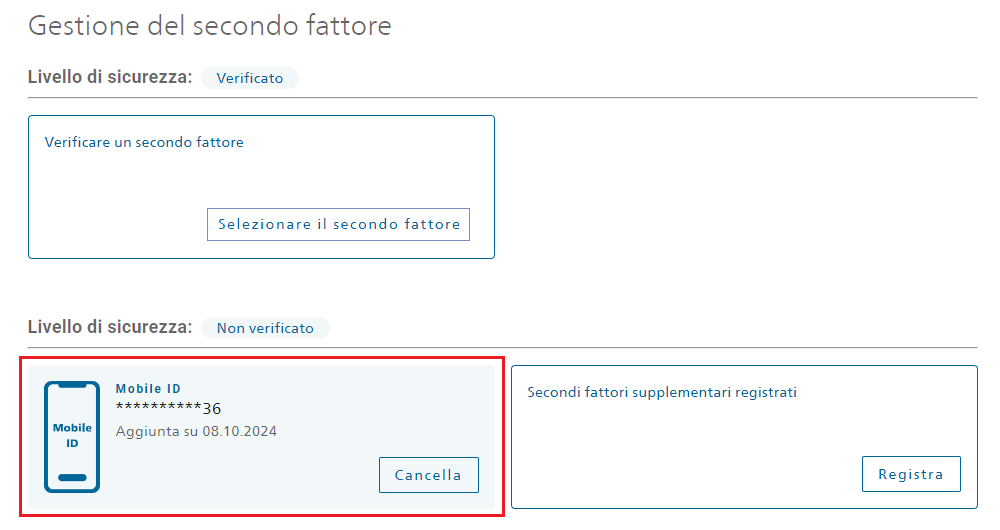 Gestione del secondo fattore
Livello di sicurezza: Verificato
Verificare un secondo fattore
Selezionare il secondo fattore
Livello di sicurezza: Non verificato
Mobile ID
Mobile ID
**********36
Aggiunta su 08.10.2024
Cancella
Secondi fattori supplementari registrati
Registra